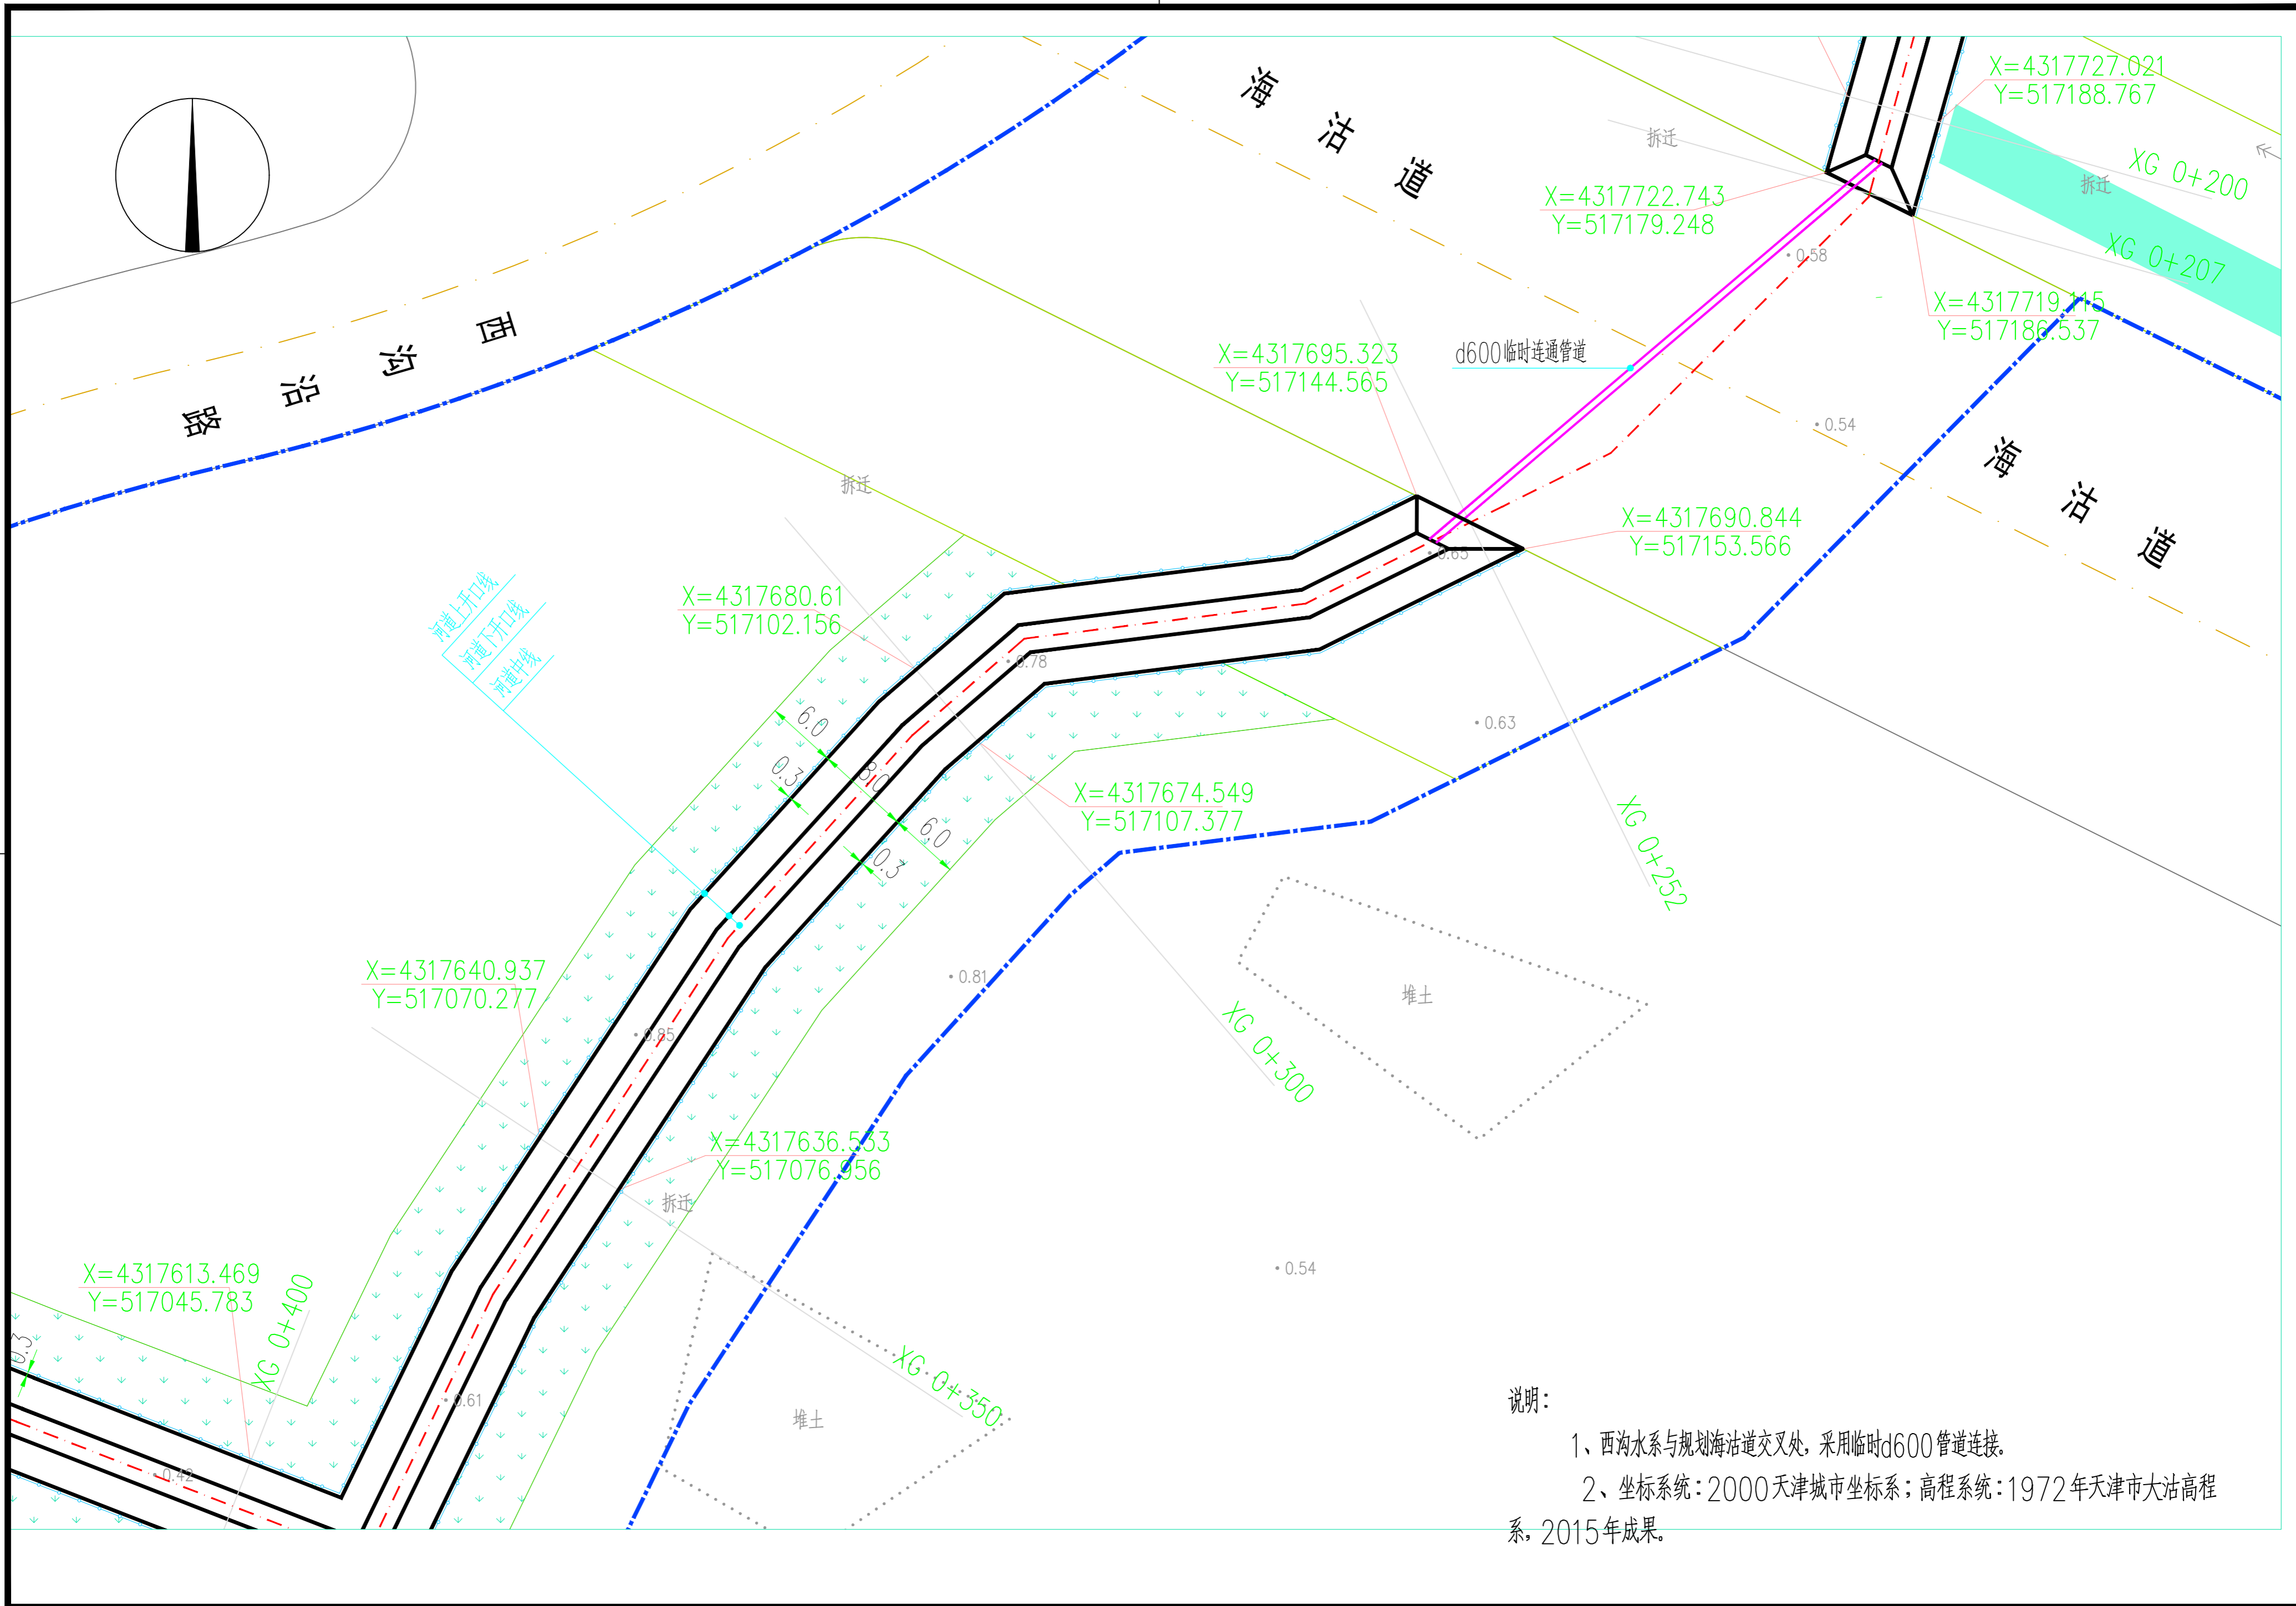 海沽道
X=4317727.021
Y=517188.767
拆迁
XG 0+200
拆迁
X=4317722.743
Y=517179.248
XG 0+207
0.58
X=4317719.115
Y=517186.537
西沟沿路
X=4317695.323
Y=517144.565
d600临时连通管道
0.54
海沽道
拆迁
X=4317690.844
Y=517153.566
0.65
河道上开口线
河道下开口线
河道中线
X=4317680.61
Y=517102.156
0.78
0.63
6.0
0.3
8.0
6.0
0.3
X=4317674.549
Y=517107.377
XG 0+252
X=4317640.937
Y=517070.277
0.81
堆土
0.85
XG 0+300
X=4317636.533
Y=517076.956
拆迁
X=4317613.469
Y=517045.783
XG 0+400
0.54
0.3
XG 0+350
0.61
堆土
0.42
说明：
1、西沟水系与规划海沽道交叉处，采用临时d600管道连接。
2、坐标系统：2000天津城市坐标系；高程系统：1972年天津市大沽高程
系，2015年成果。